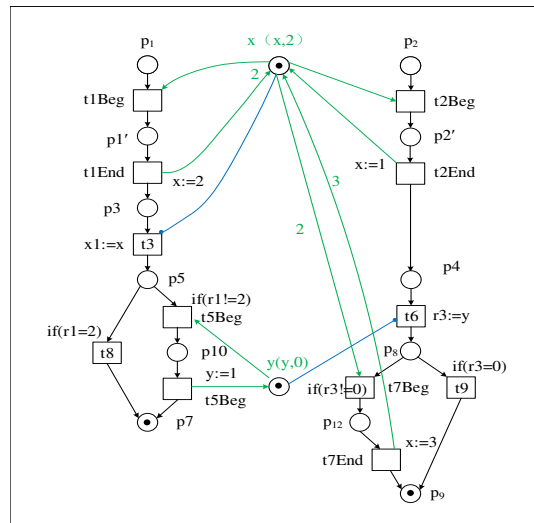 x（x,2）
p1
p2
2
t1Beg
t2Beg
p1′
p2′
x:=1
t1End
x:=2
3
t2End
p3
2
x1:=x
t3
p5
p4
if(r1!=2)
t5Beg
t6
r3:=y
if(r1=2)
t8
p10
y(y,0)
p8
if(r3=0)
y:=1
if(r3!=0)
t7Beg
t9
t5Beg
p7
p12
x:=3
t7End
p9